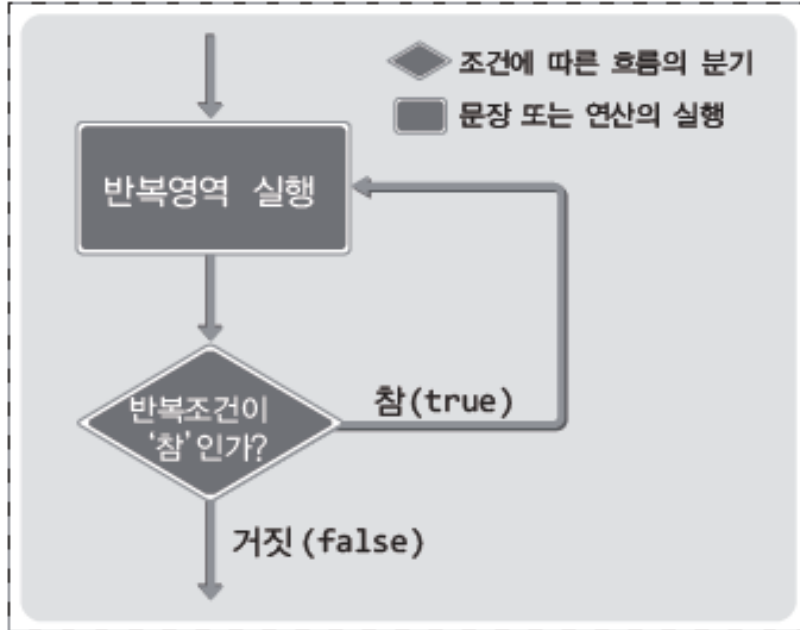 조건에 따른 흐름의 분기
문장 또는 연산의 실행
반복영역 실행
반복조건이
'참'인가?
참(true)
거짓(false)